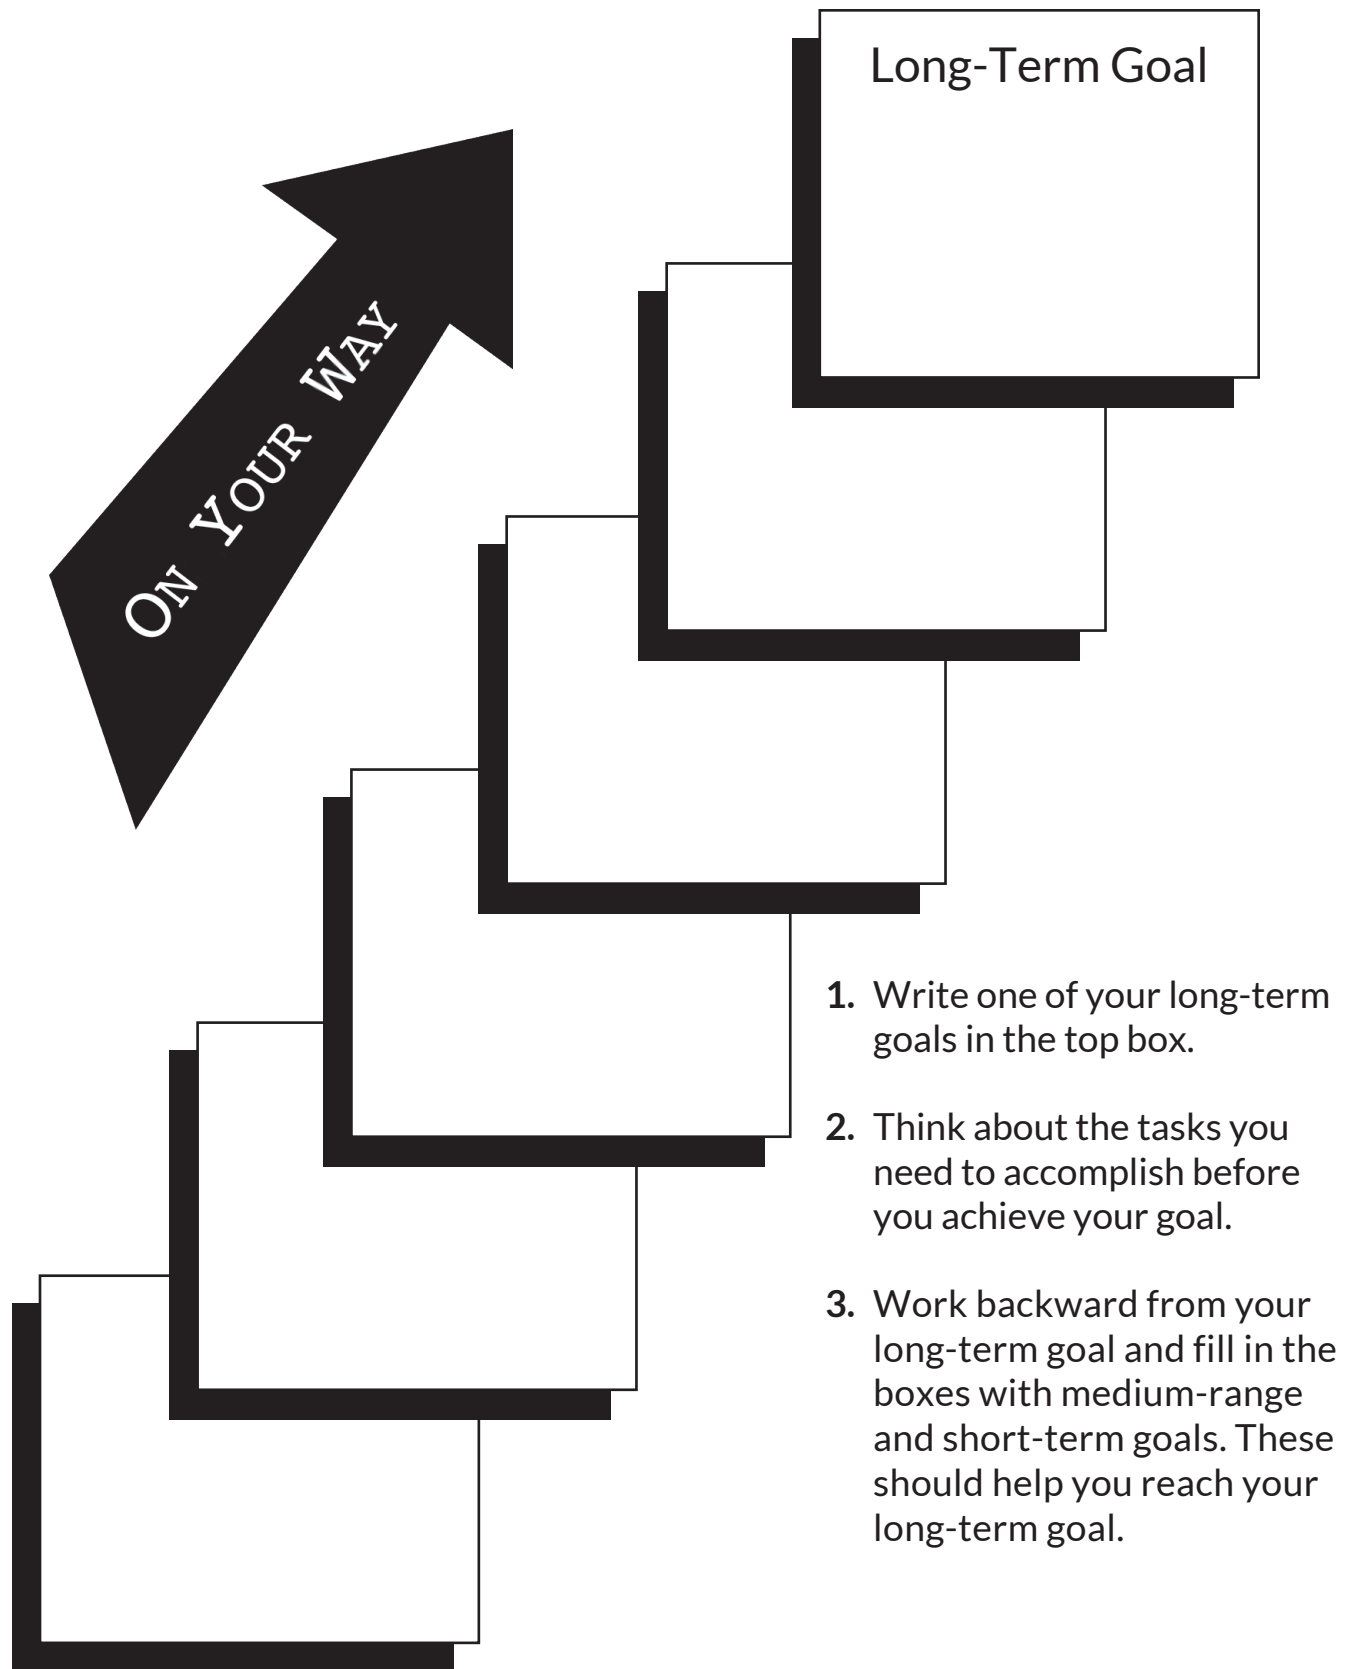 Long-Term Goal
On Your Way
1. Write one of your long-term
goals in the top box.
2. Think about the tasks you
need to accomplish before
you achieve your goal.
3. Work backward from your
long-term goal and fill in the
boxes with medium-range
and short-term goals. These
should help you reach your
long-term goal.